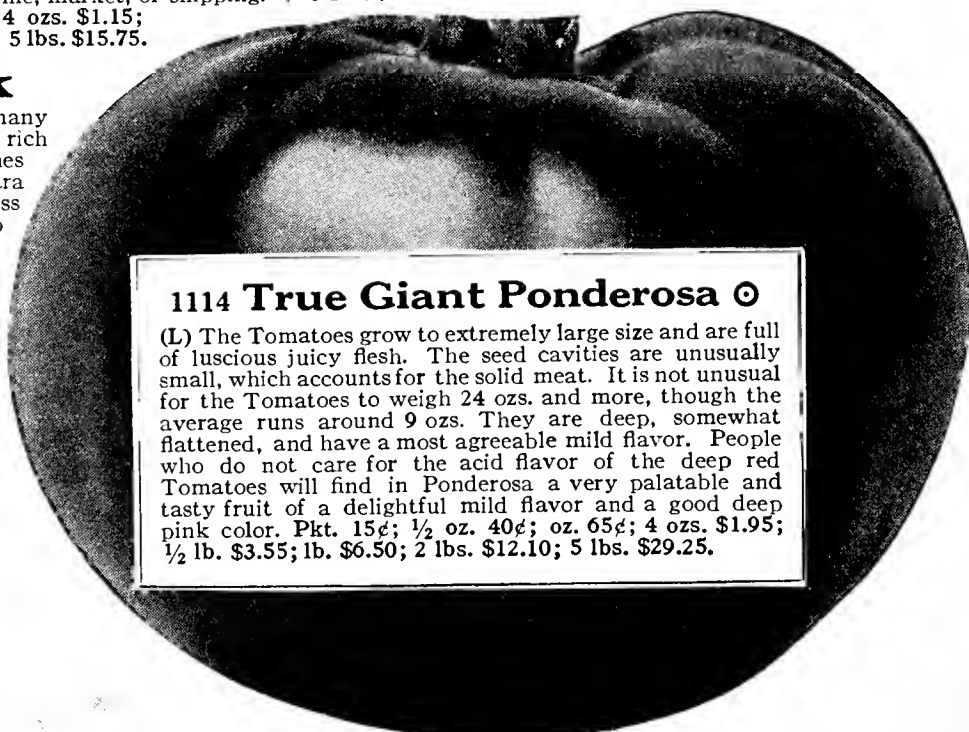 4 ozs. $1.15;
5 lbs. $15.75.
many
rich
1114 True Giant Ponderosa ⊙
(L) The Tomatoes grow to extremely large size and are full
of luscious juicy flesh. The seed cavities are unusually
small, which accounts for the solid meat. It is not unusual
for the Tomatoes to weigh 24 ozs. and more, though the
average runs around 9 ozs. They are deep, somewhat
flattened, and have a most agreeable mild flavor. People
who do not care for the acid flavor of the deep red
Tomatoes will find in Ponderosa a very palatable and
tasty fruit of a delightful mild flavor and a good deep
pink color. Pkt. 15¢; ½ oz. 40¢; oz. 65¢; 4 ozs. $1.95;
½ lb. $3.55; lb. $6.50; 2 lbs. $12.10; 5 lbs. $29.25.